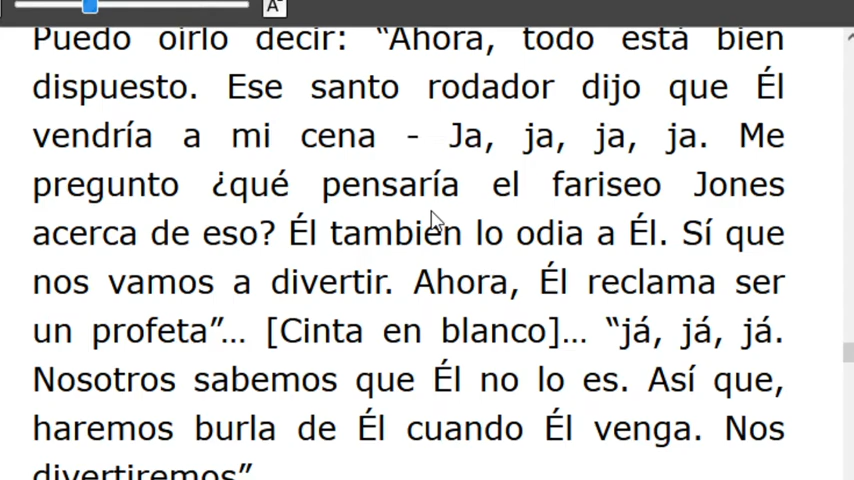 A
Puedo oírlo decir: “Ahora, todo está bien
dispuesto. Ese santo rodador dijo que Él
vendría a mi cena - Ja, ja, ja, ja. Me
pregunto ¿qué pensaría el fariseo Jones
acerca de eso? Él también lo odia a Él. Sí que
nos vamos a divertir. Ahora, Él reclama ser
un profeta”… [Cinta en blanco]… “já, já, já.
Nosotros sabemos que Él no lo es. Así que,
haremos burla de Él cuando Él venga. Nos
divertiremos”